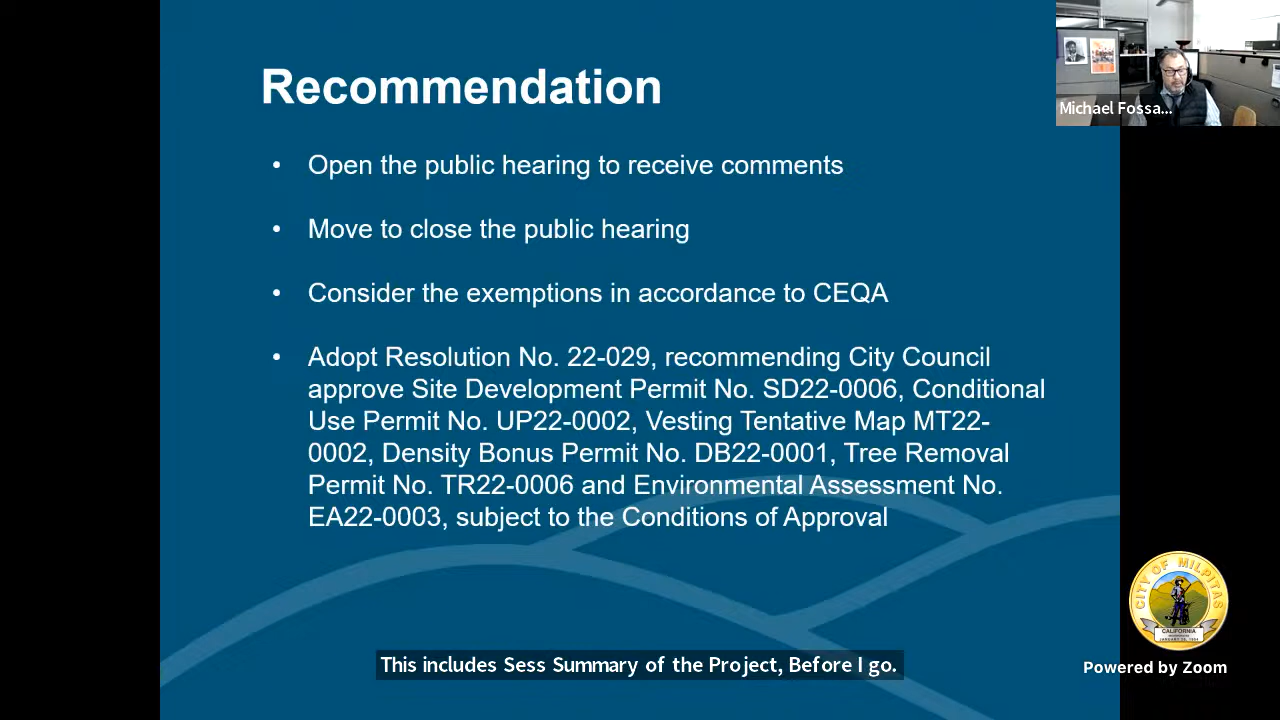 Recommendation
Michael Fossa...
• Open the public hearing to receive comments
• Move to close the public hearing
• Consider the exemptions in accordance to CEQA
• Adopt Resolution No. 22-029, recommending City Council
approve Site Development Permit No. SD22-0006, Conditional
Use Permit No. UP22-0002, Vesting Tentative Map MT22-
0002, Density Bonus Permit No. DB22-0001, Tree Removal
Permit No. TR22-0006 and Environmental Assessment No.
EA22-0003, subject to the Conditions of Approval
CITY OF MILPITAS
CALIFORNIA
This includes Sess Summary of the Project, Before I go.
Powered by Zoom